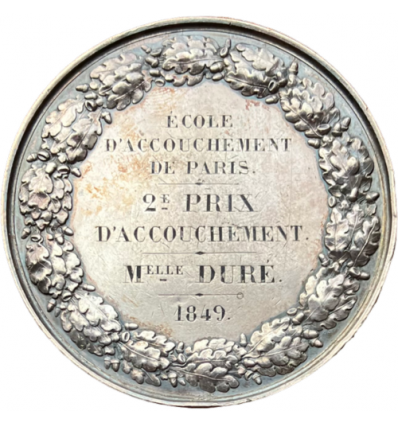 ÉCOLE
D'ACCOUCHEMENT
DE PARIS.
2E PRIX
D'ACCOUCHEMENT.
MELLE DURÉ.
1849.